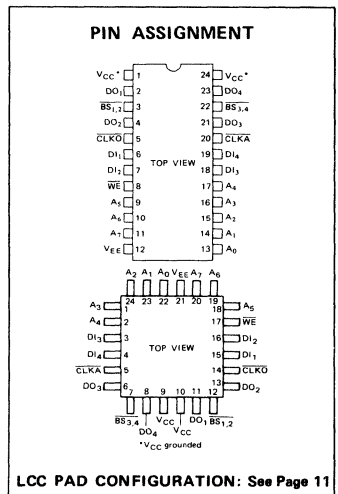 PIN ASSIGNMENT
VCC* 1 24 VCC*
DO1 2 23 DO4
BS1,2 3 22 BS3,4
DO2 4 21 DO3
CLKO 5 20 CLKA
DI1 6 19 DI4
TOP VIEW
DI2 7 18 DI3
WE 8 17 A4
A5 9 16 A3
A6 10 15 A2
A7 11 14 A1
VEE 12 13 A0
A2 A1 A0 VEE A7 A6
24 23 22 21 20 19
A3 1 18 A5
A4 2 17 WE
DI3 3 TOP VIEW 16 DI2
DI4 4 15 DI1
CLKA 5 14 CLKO
DO3 6 13 DO2
7 8 9 10 11 12
BS3,4 DO4 VCC VCC DO1 BS1,2
*VCC grounded
LCC PAD CONFIGURATION: See Page 11